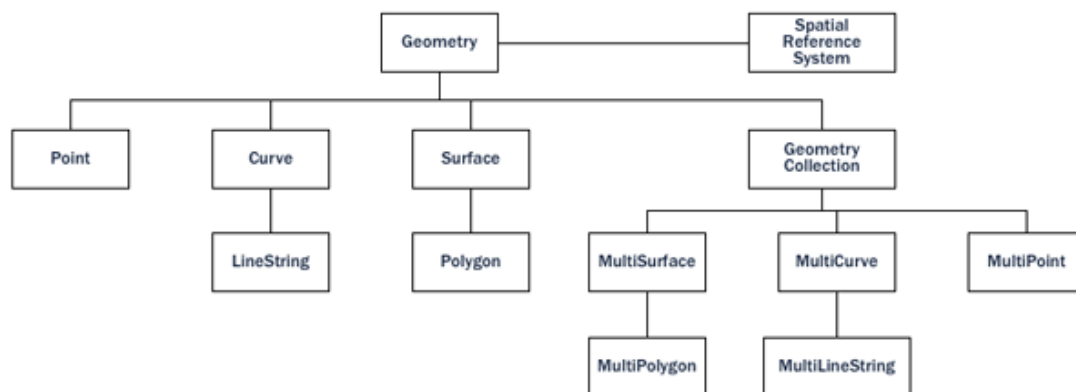 Geometry
Spatial
Reference
System
Point
Curve
Surface
Geometry
Collection
LineString
Polygon
MultiSurface
MultiCurve
MultiPoint
MultiPolygon
MultiLineString